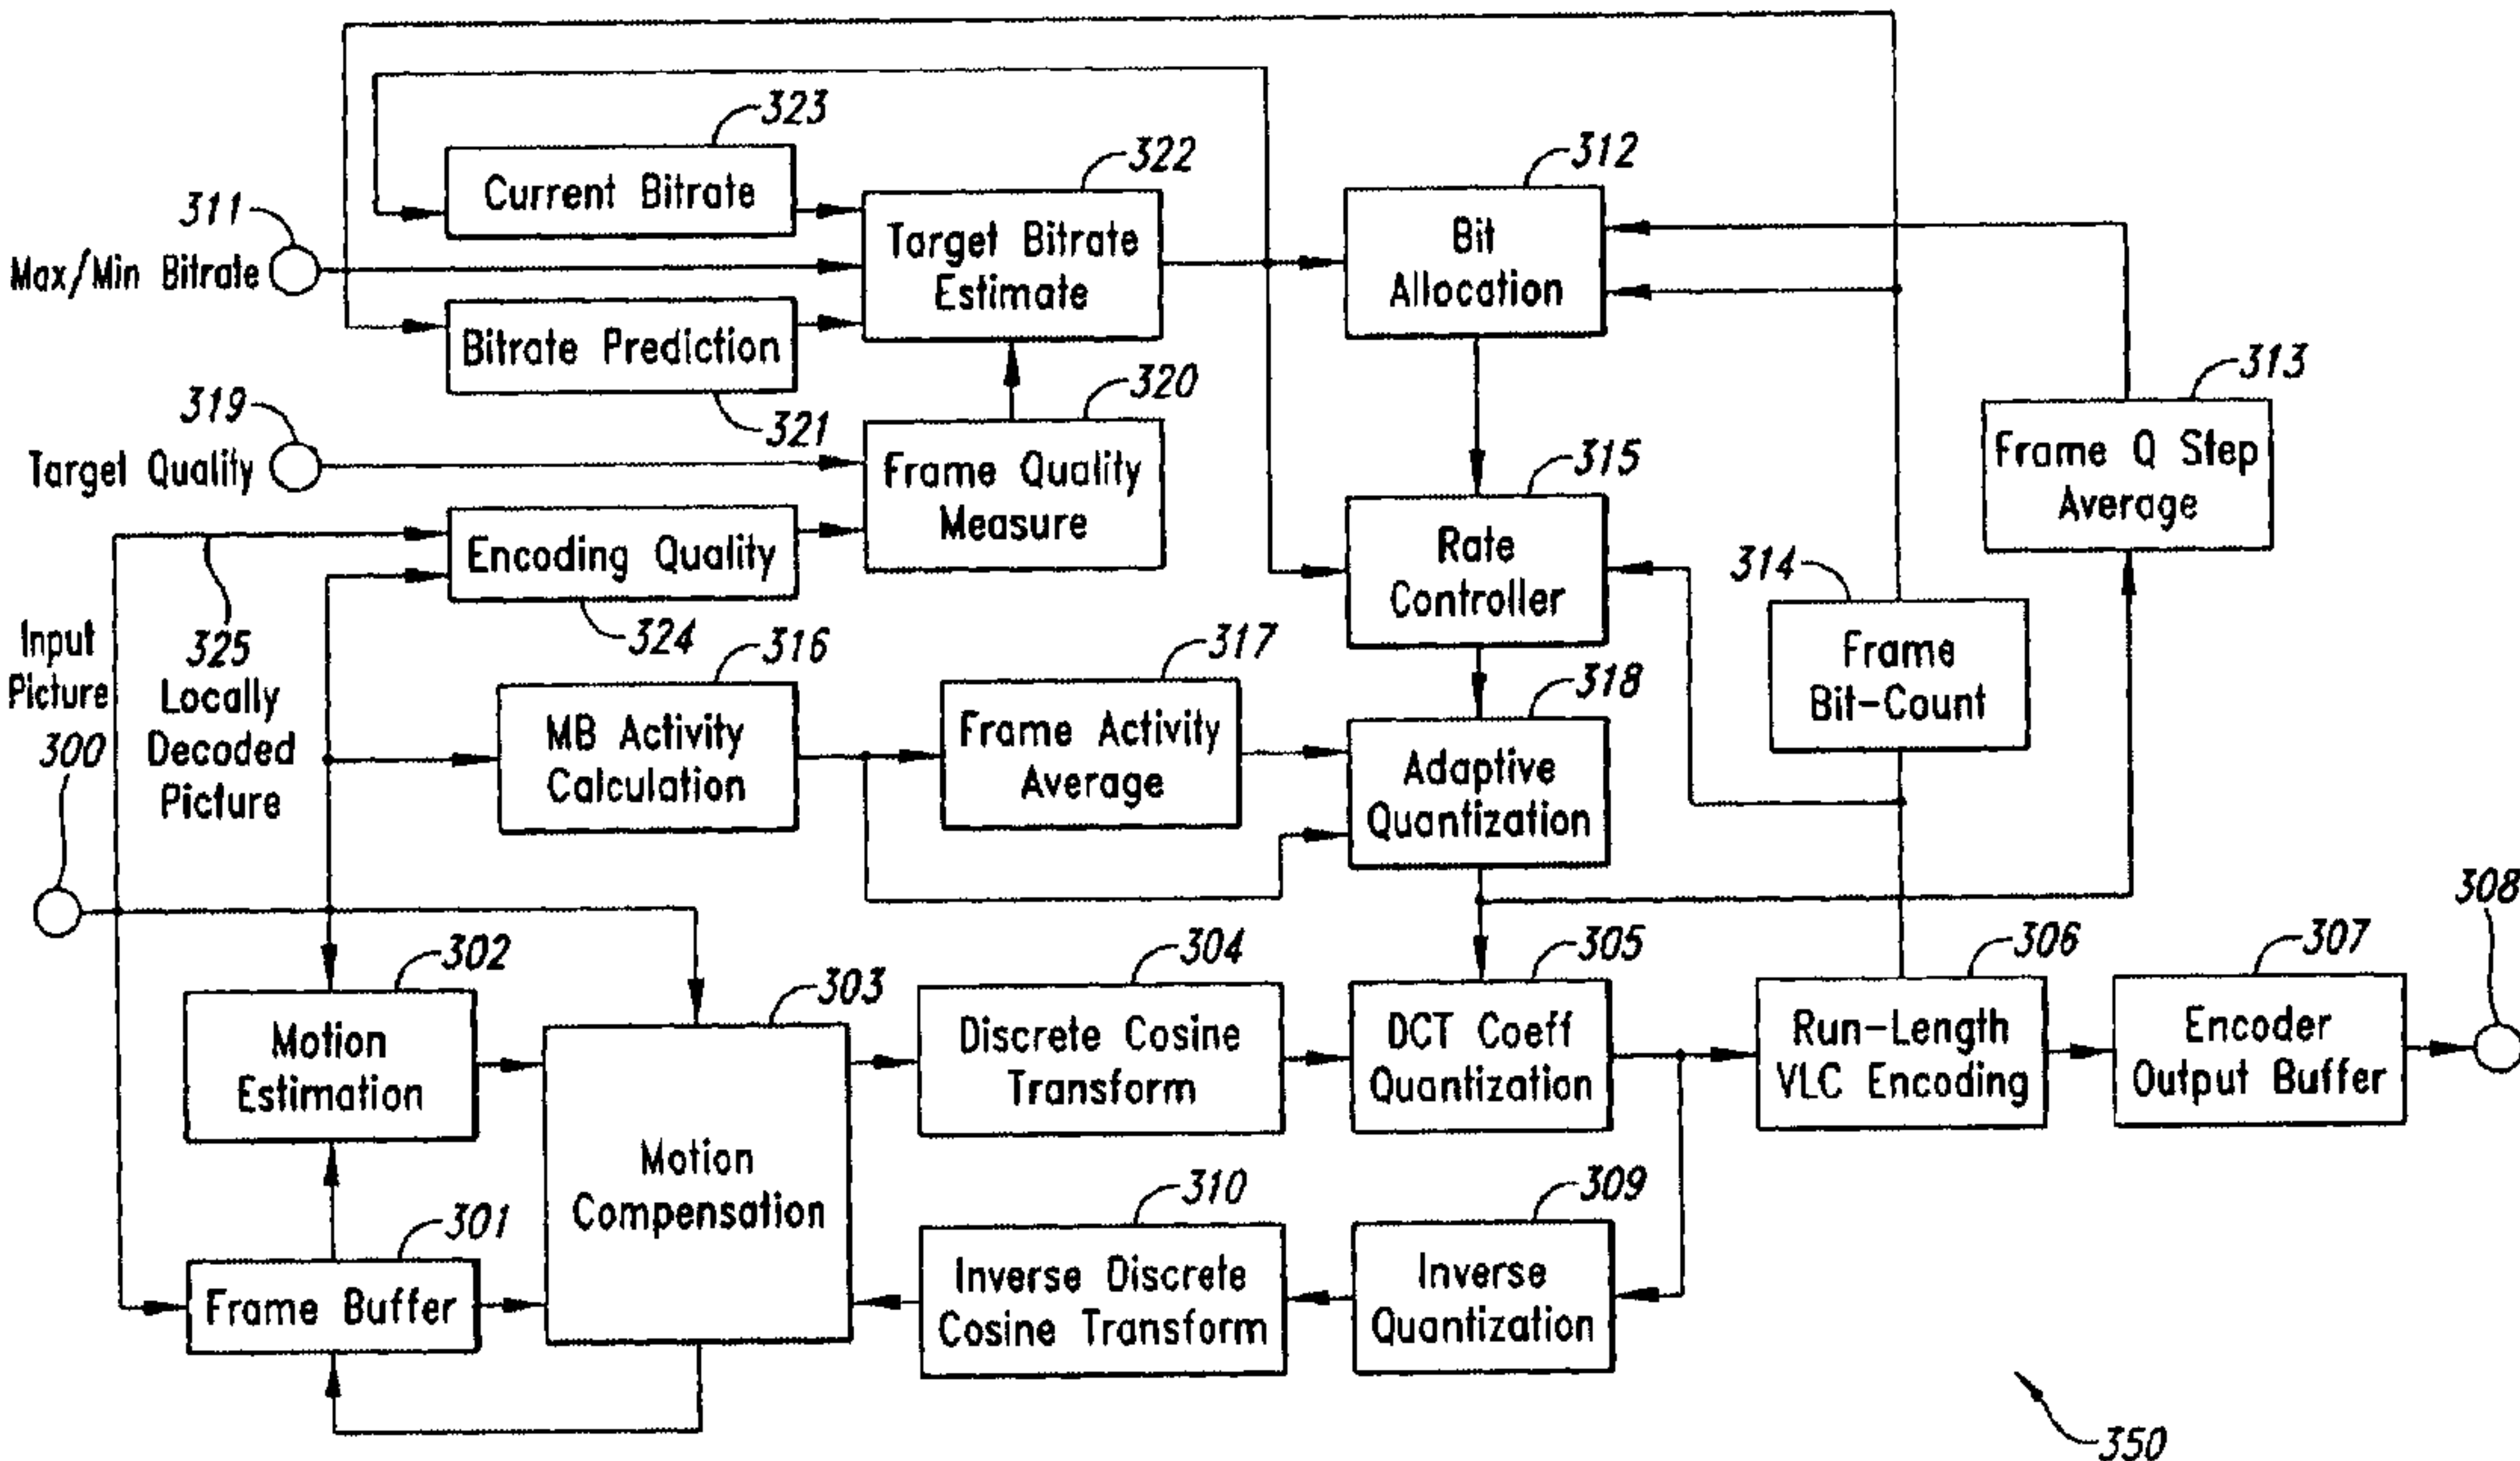 323
Current Bitrate
311
Max/Min Bitrate
322
Target Bitrate
Estimate
312
Bit
Allocation
Bitrate Prediction
321
319
Target Quality
320
Frame Quality
Measure
313
Frame Q Step
Average
315
Rate
Controller
314
Frame
Bit-Count
Encoding Quality
324
325
Locally
Decoded
Picture
Input
Picture
300
316
MB Activity
Calculation
317
Frame Activity
Average
318
Adaptive
Quantization
302
Motion
Estimation
303
Motion
Compensation
304
Discrete Cosine
Transform
305
DCT Coeff
Quantization
306
Run-Length
VLC Encoding
307
Encoder
Output Buffer
308
301
Frame Buffer
310
Inverse Discrete
Cosine Transform
309
Inverse
Quantization
350